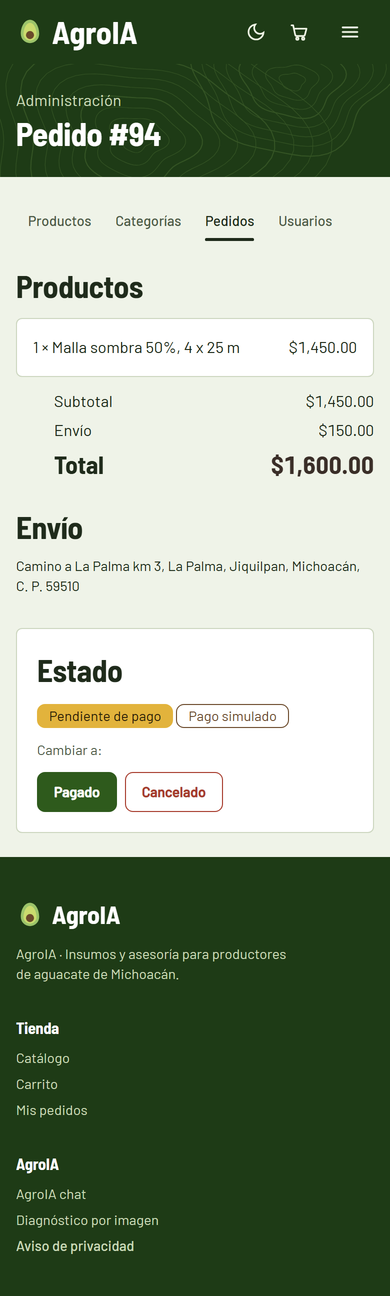 AgroIA
Administración
Pedido #94
Productos
Categorías
Pedidos
Usuarios
Productos
1 × Malla sombra 50%, 4 x 25 m $1,450.00
Subtotal $1,450.00
Envío $150.00
Total $1,600.00
Envío
Camino a La Palma km 3, La Palma, Jiquilpan, Michoacán,
C. P. 59510
Estado
Pendiente de pago
Pago simulado
Cambiar a:
Pagado
Cancelado
AgroIA
AgroIA · Insumos y asesoría para productores
de aguacate de Michoacán.
Tienda
Catálogo
Carrito
Mis pedidos
AgroIA
AgroIA chat
Diagnóstico por imagen
Aviso de privacidad